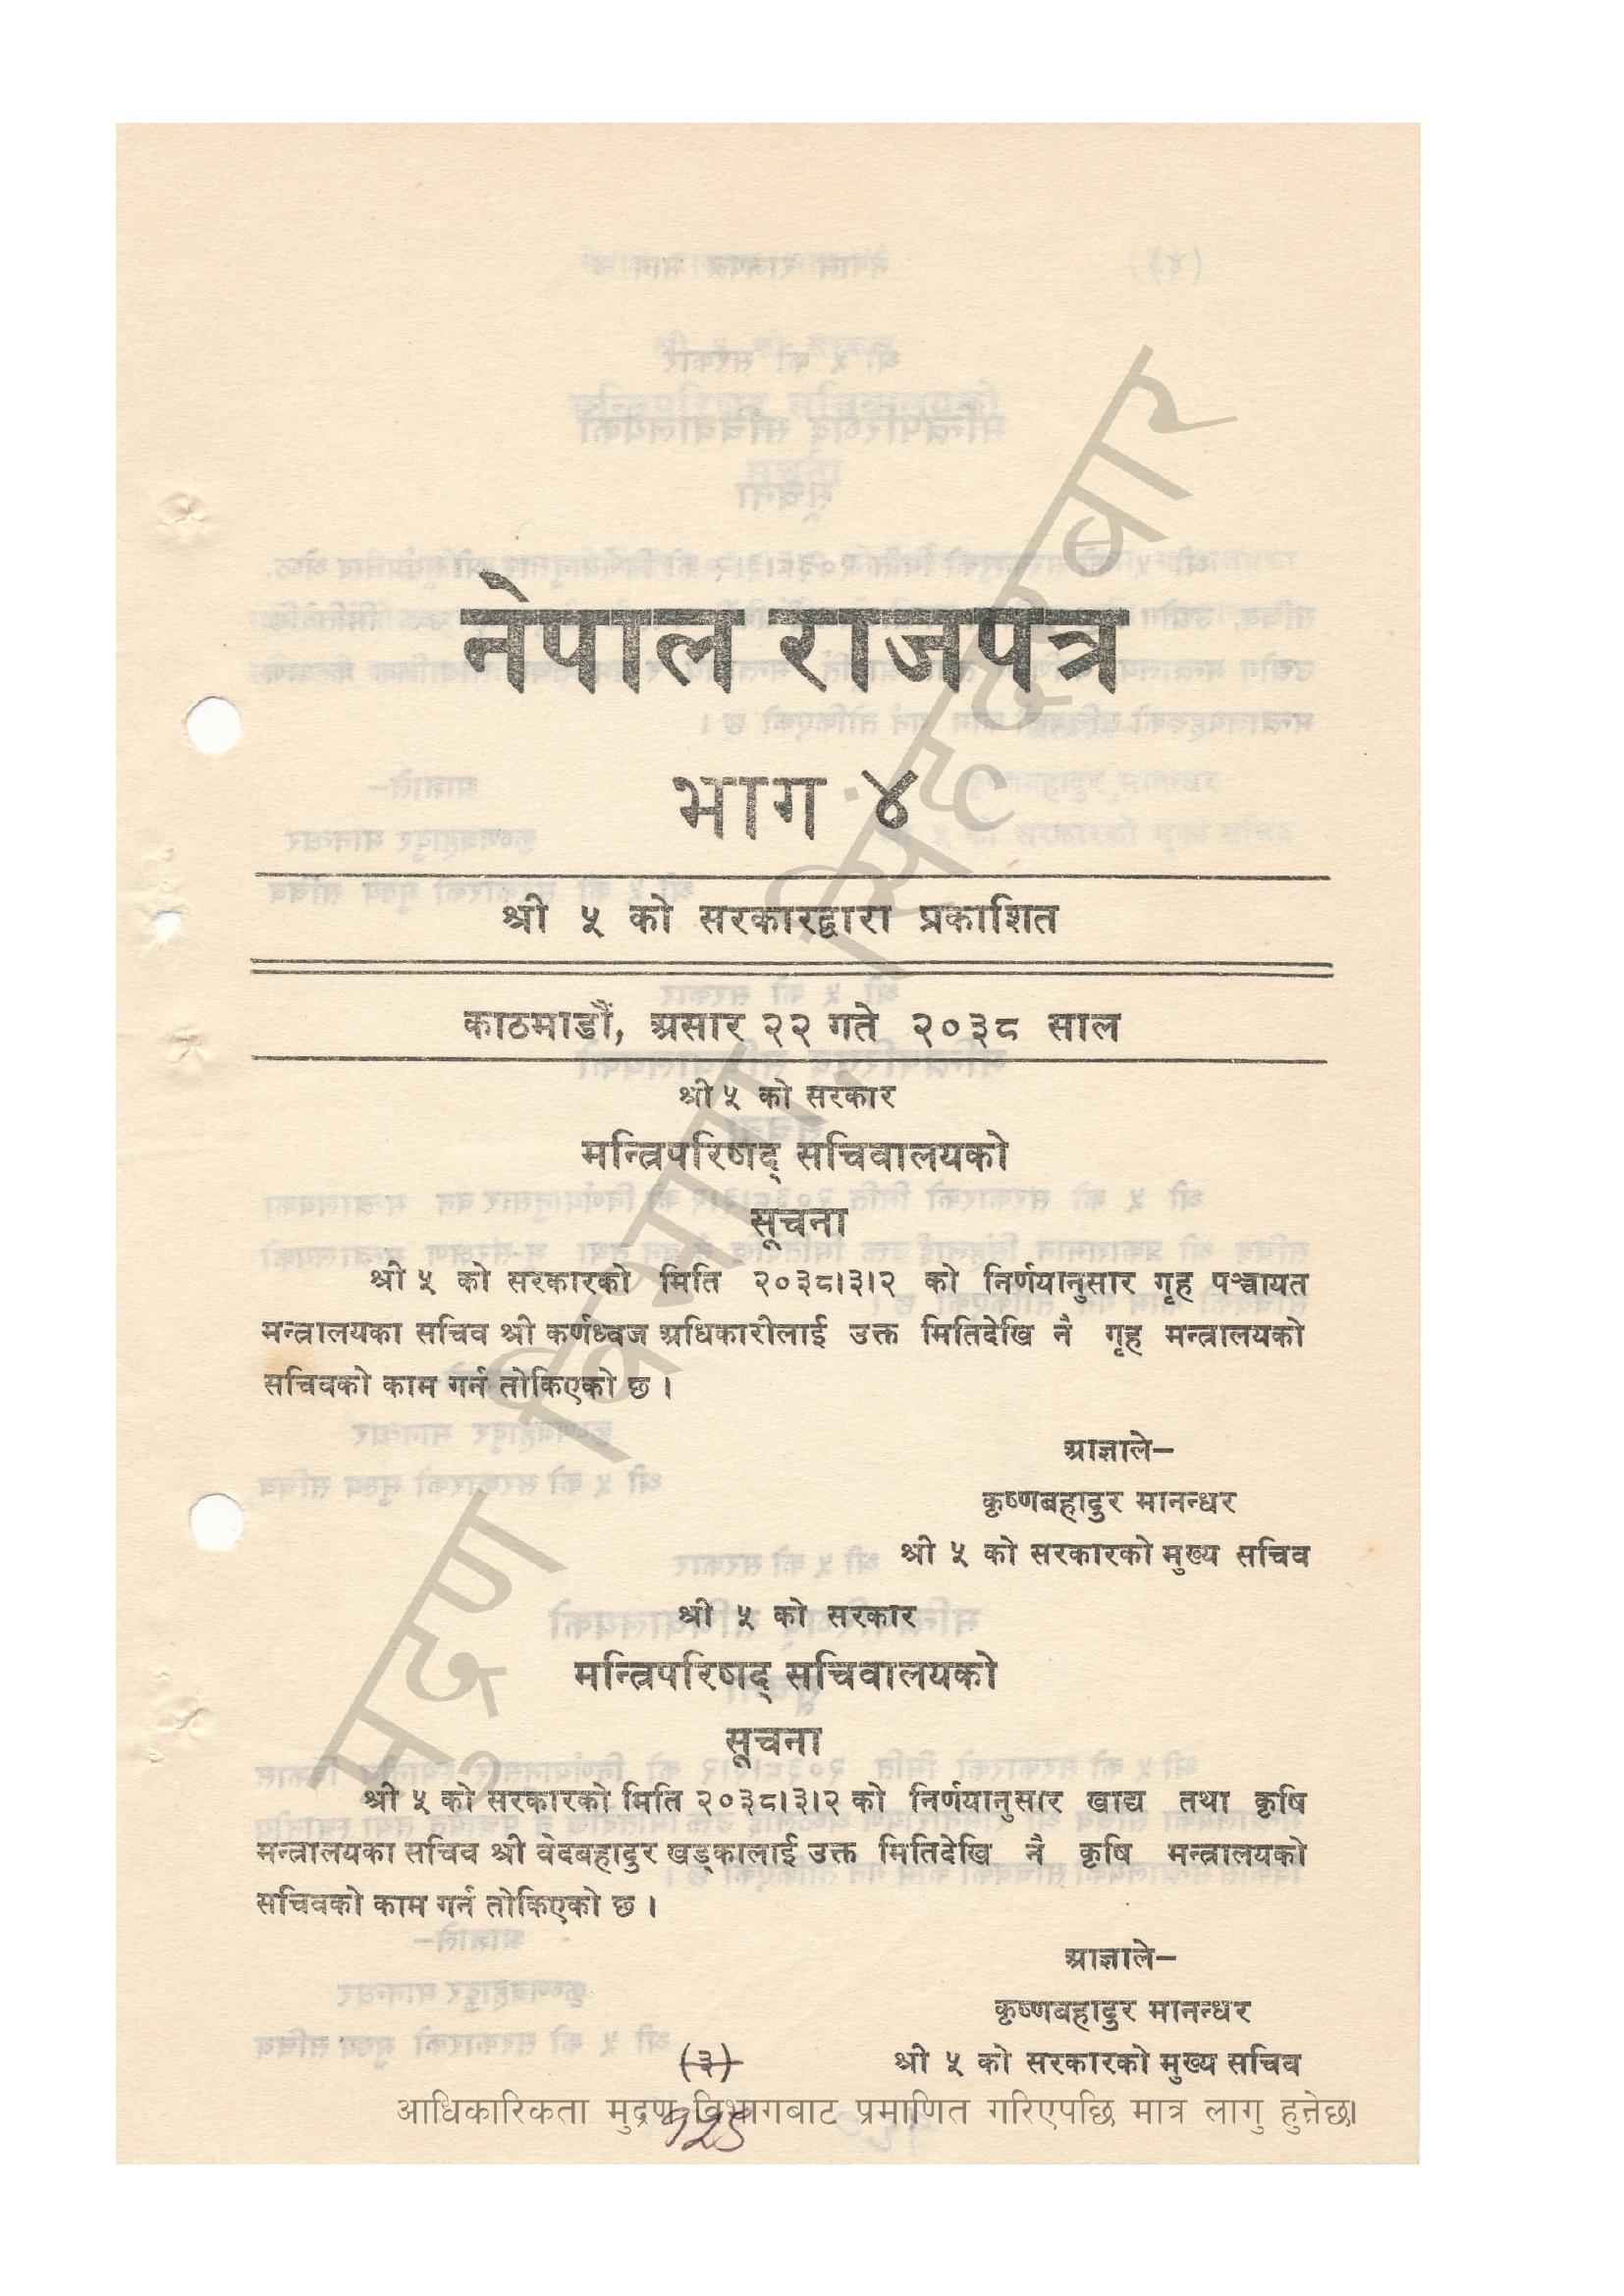 नेपाल राजपत्र
भाग ४
श्री ५ को सरकारद्वारा प्रकाशित
काठमाडौं, असार २२ गते २०३८ साल
श्री ५ को सरकार
मन्त्रिपरिषद् सचिवालयको
सूचना
श्री ५ को सरकारको मिति २०३८।३।२ को निर्णयानुसार गृह पञ्चायत
मन्त्रालयका सचिव श्री कर्णध्वज अधिकारीलाई उक्त मितिदेखि नै गृह मन्त्रालयको
सचिवको काम गर्न तोकिएको छ ।
आज्ञाले–
कृष्णबहादुर मानन्धर
श्री ५ को सरकारको मुख्य सचिव
श्री ५ को सरकार
मन्त्रिपरिषद् सचिवालयको
सूचना
श्री ५ को सरकारको मिति २०३८।३।२ को निर्णयानुसार खाद्य तथा कृषि
मन्त्रालयका सचिव श्री वेदबहादुर खड्कालाई उक्त मितिदेखि नै कृषि मन्त्रालयको
सचिवको काम गर्न तोकिएको छ ।
आज्ञाले–
कृष्णबहादुर मानन्धर
श्री ५ को सरकारको मुख्य सचिव
(३)
आधिकारिकता मुद्रण विभागबाट प्रमाणित गरिएपछि मात्र लागु हुनेछ।
मुद्रण विभाग, सिंहदरबार